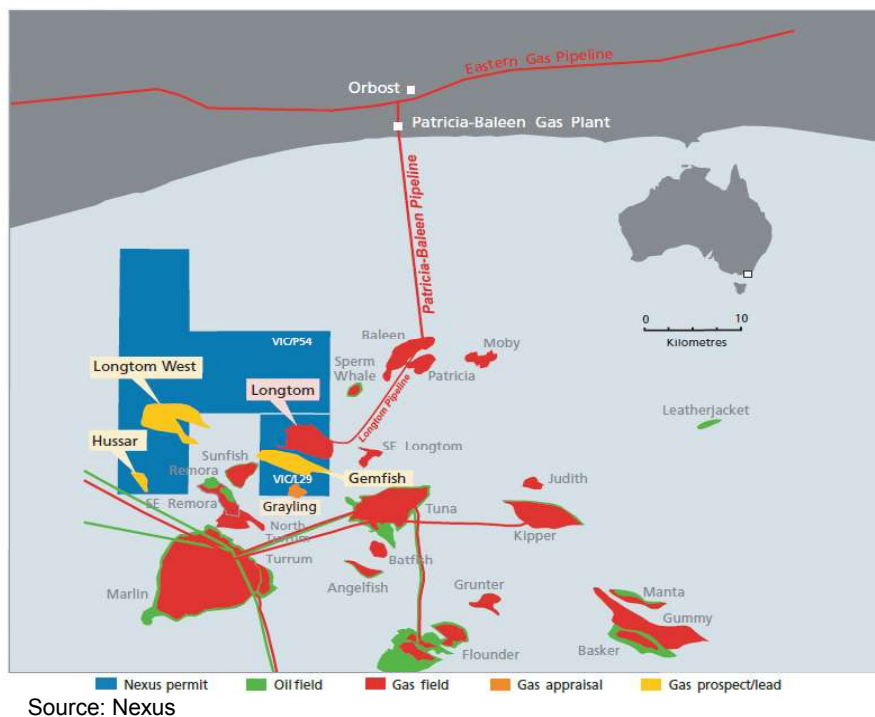 Eastern Gas Pipeline
Orbost
Patricia-Baleen Gas Plant
Patricia-Baleen Pipeline
0 10
Kilometres
VIC/P54
Baleen
Moby
Sperm
Whale
Patricia
Longtom West
Longtom
Longtom Pipeline
Leatherjacket
Hussar
Sunfish
SE Longtom
Remora
VIC/L29
Gemfish
Judith
SE Remora
Grayling
Tuna
North
Turrum
Kipper
Turrum
Batfish
Marlin
Angelfish
Grunter
Manta
Gummy
Flounder
Basker
Nexus permit
Oil field
Gas field
Gas appraisal
Gas prospect/lead
Source: Nexus